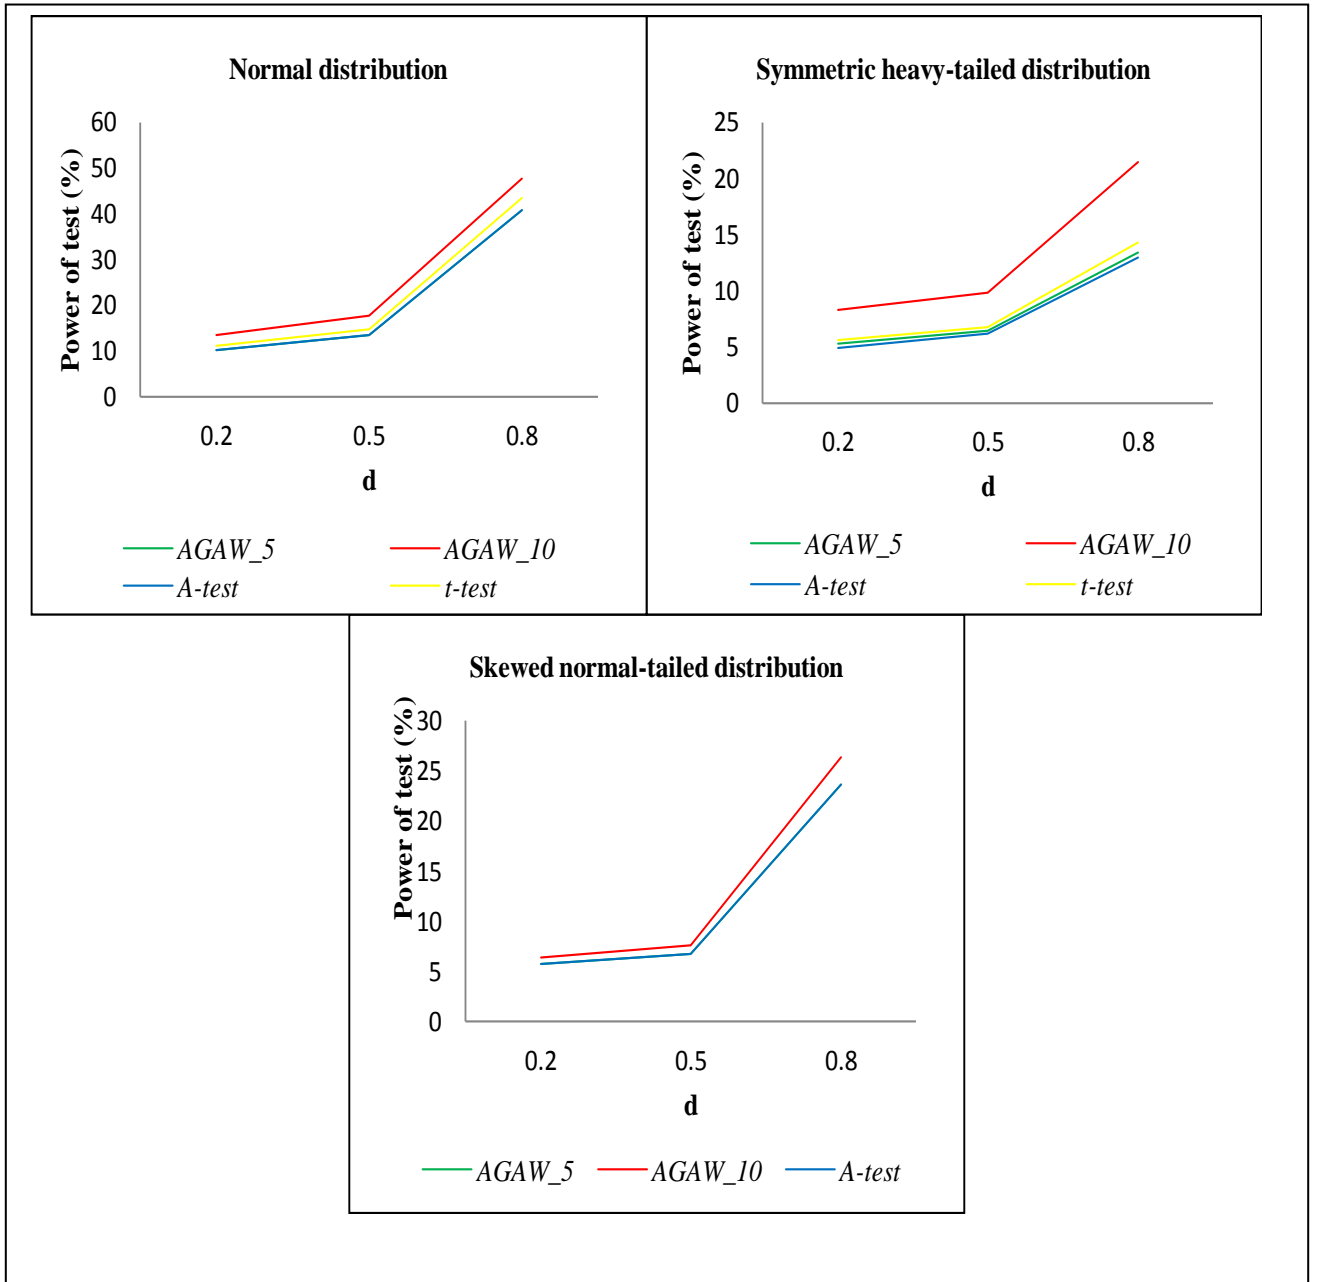 Normal distribution
Power of test (%)
60
50
40
30
20
10
0
0.2 0.5 0.8
d
AGAW_5 AGAW_10
A-test t-test
Symmetric heavy-tailed distribution
Power of test (%)
25
20
15
10
5
0
0.2 0.5 0.8
d
AGAW_5 AGAW_10
A-test t-test
Skewed normal-tailed distribution
Power of test (%)
30
25
20
15
10
5
0
0.2 0.5 0.8
d
AGAW_5 AGAW_10 A-test